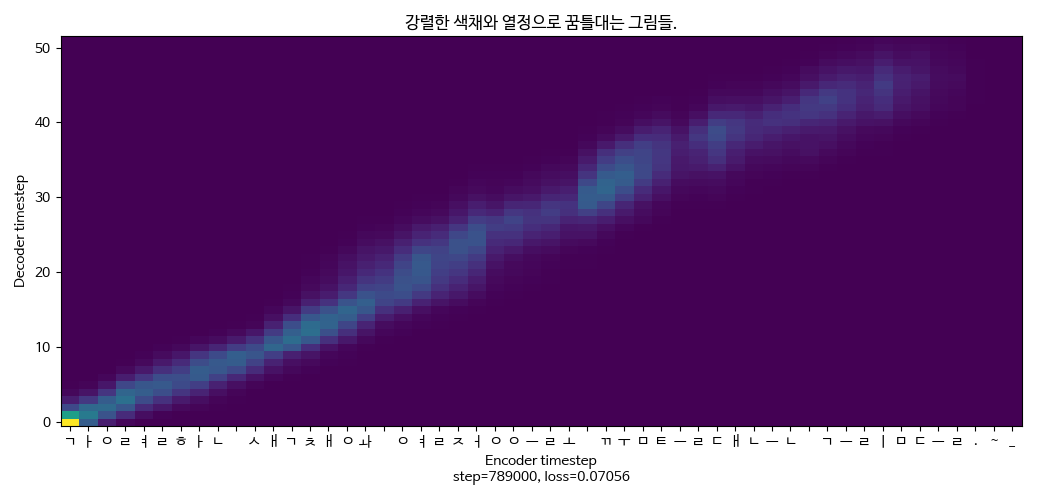 강렬한 색채와 열정으로 꿈틀대는 그림들.
50
40
30
20
10
0
Decoder timestep
ㄱ ㅏ ㅇ ㄹ ㅕ ㄹ ㅎ ㅏ ㄴ ㅅ ㅐ ㄱ ㅊ ㅐ ㅇ ㅘ ㅇ ㅕ ㄹ ㅈ ㅓ ㅇ ㅇ ㅡ ㄹ ㅗ ㄲ ㅜ ㅁ ㅌ ㅡ ㄹ ㄷ ㅐ ㄴ ㅡ ㄴ ㄱ ㅡ ㄹ ㅣ ㅁ ㄷ ㅡ ㄹ . ~ _
Encoder timestep
step=789000, loss=0.07056